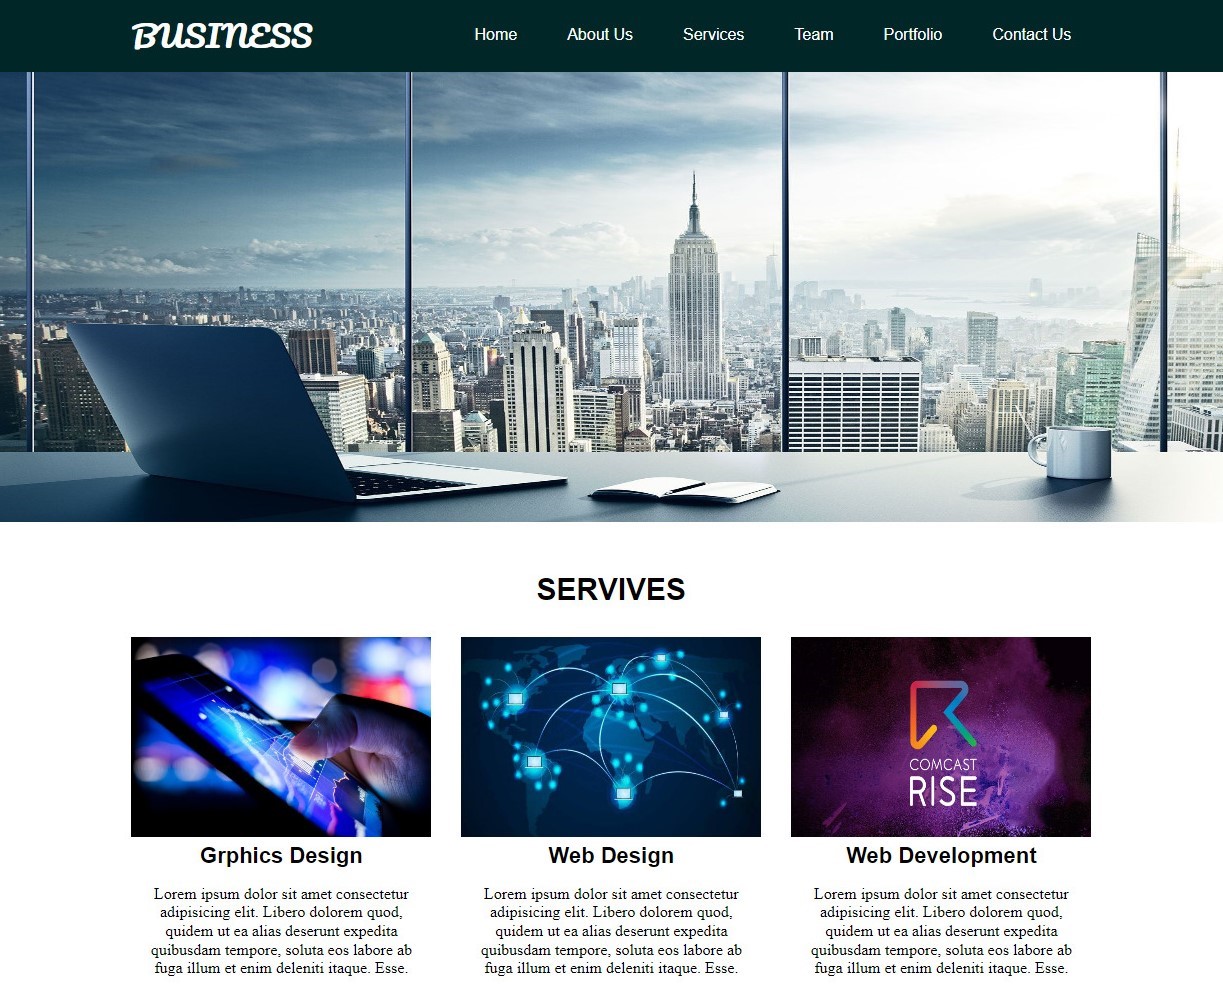 BUSINESS
Home About Us Services Team Portfolio Contact Us
SERVIVES
COMCAST
RISE
Grphics Design
Web Design
Web Development
Lorem ipsum dolor sit amet consectetur
adipisicing elit. Libero dolorem quod,
quidem ut ea alias deserunt expedita
quibusdam tempore, soluta eos labore ab
fuga illum et enim deleniti itaque. Esse.
Lorem ipsum dolor sit amet consectetur
adipisicing elit. Libero dolorem quod,
quidem ut ea alias deserunt expedita
quibusdam tempore, soluta eos labore ab
fuga illum et enim deleniti itaque. Esse.
Lorem ipsum dolor sit amet consectetur
adipisicing elit. Libero dolorem quod,
quidem ut ea alias deserunt expedita
quibusdam tempore, soluta eos labore ab
fuga illum et enim deleniti itaque. Esse.